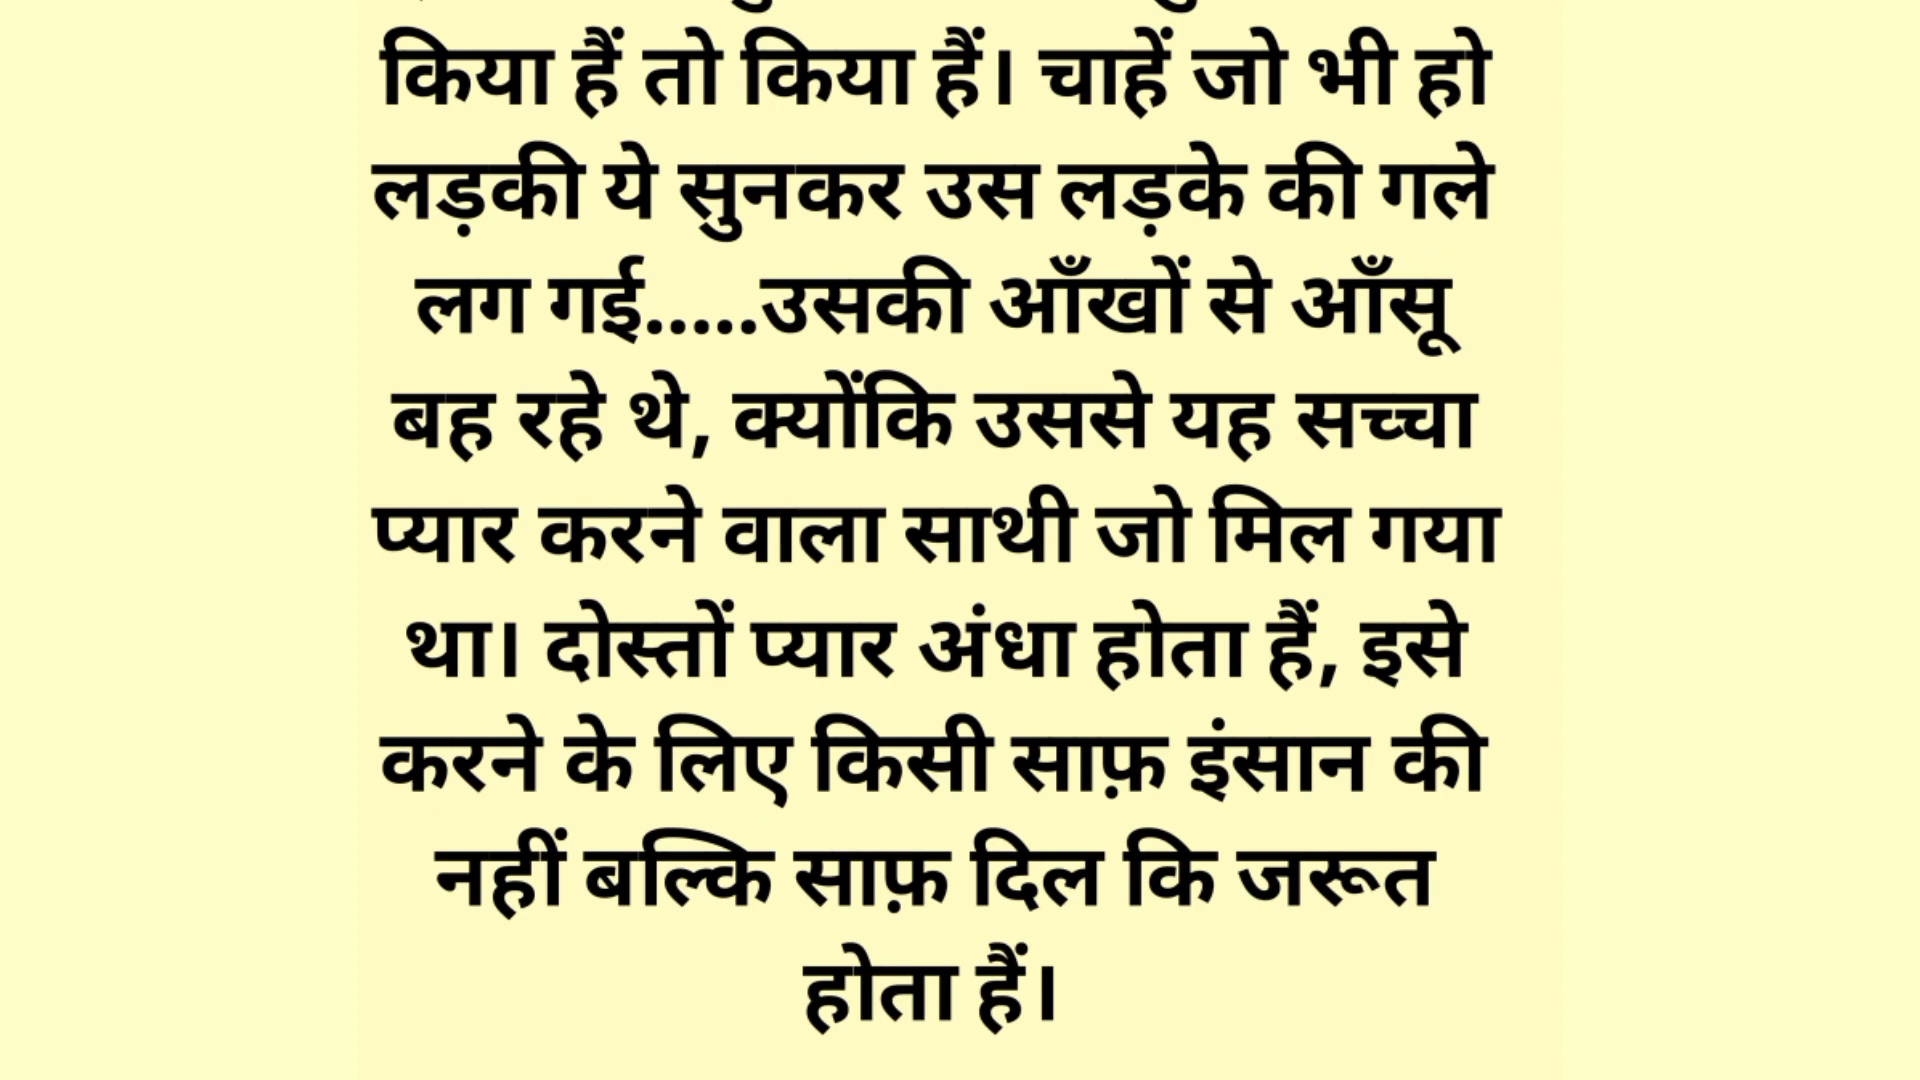 किया हैं तो किया हैं। चाहें जो भी हो
लड़की ये सुनकर उस लड़के की गले
लग गई.....उसकी आँखों से आँसू
बह रहे थे, क्योंकि उससे यह सच्चा
प्यार करने वाला साथी जो मिल गया
था। दोस्तों प्यार अंधा होता हैं, इसे
करने के लिए किसी साफ़ इंसान की
नहीं बल्कि साफ़ दिल कि जरूत
होता हैं।